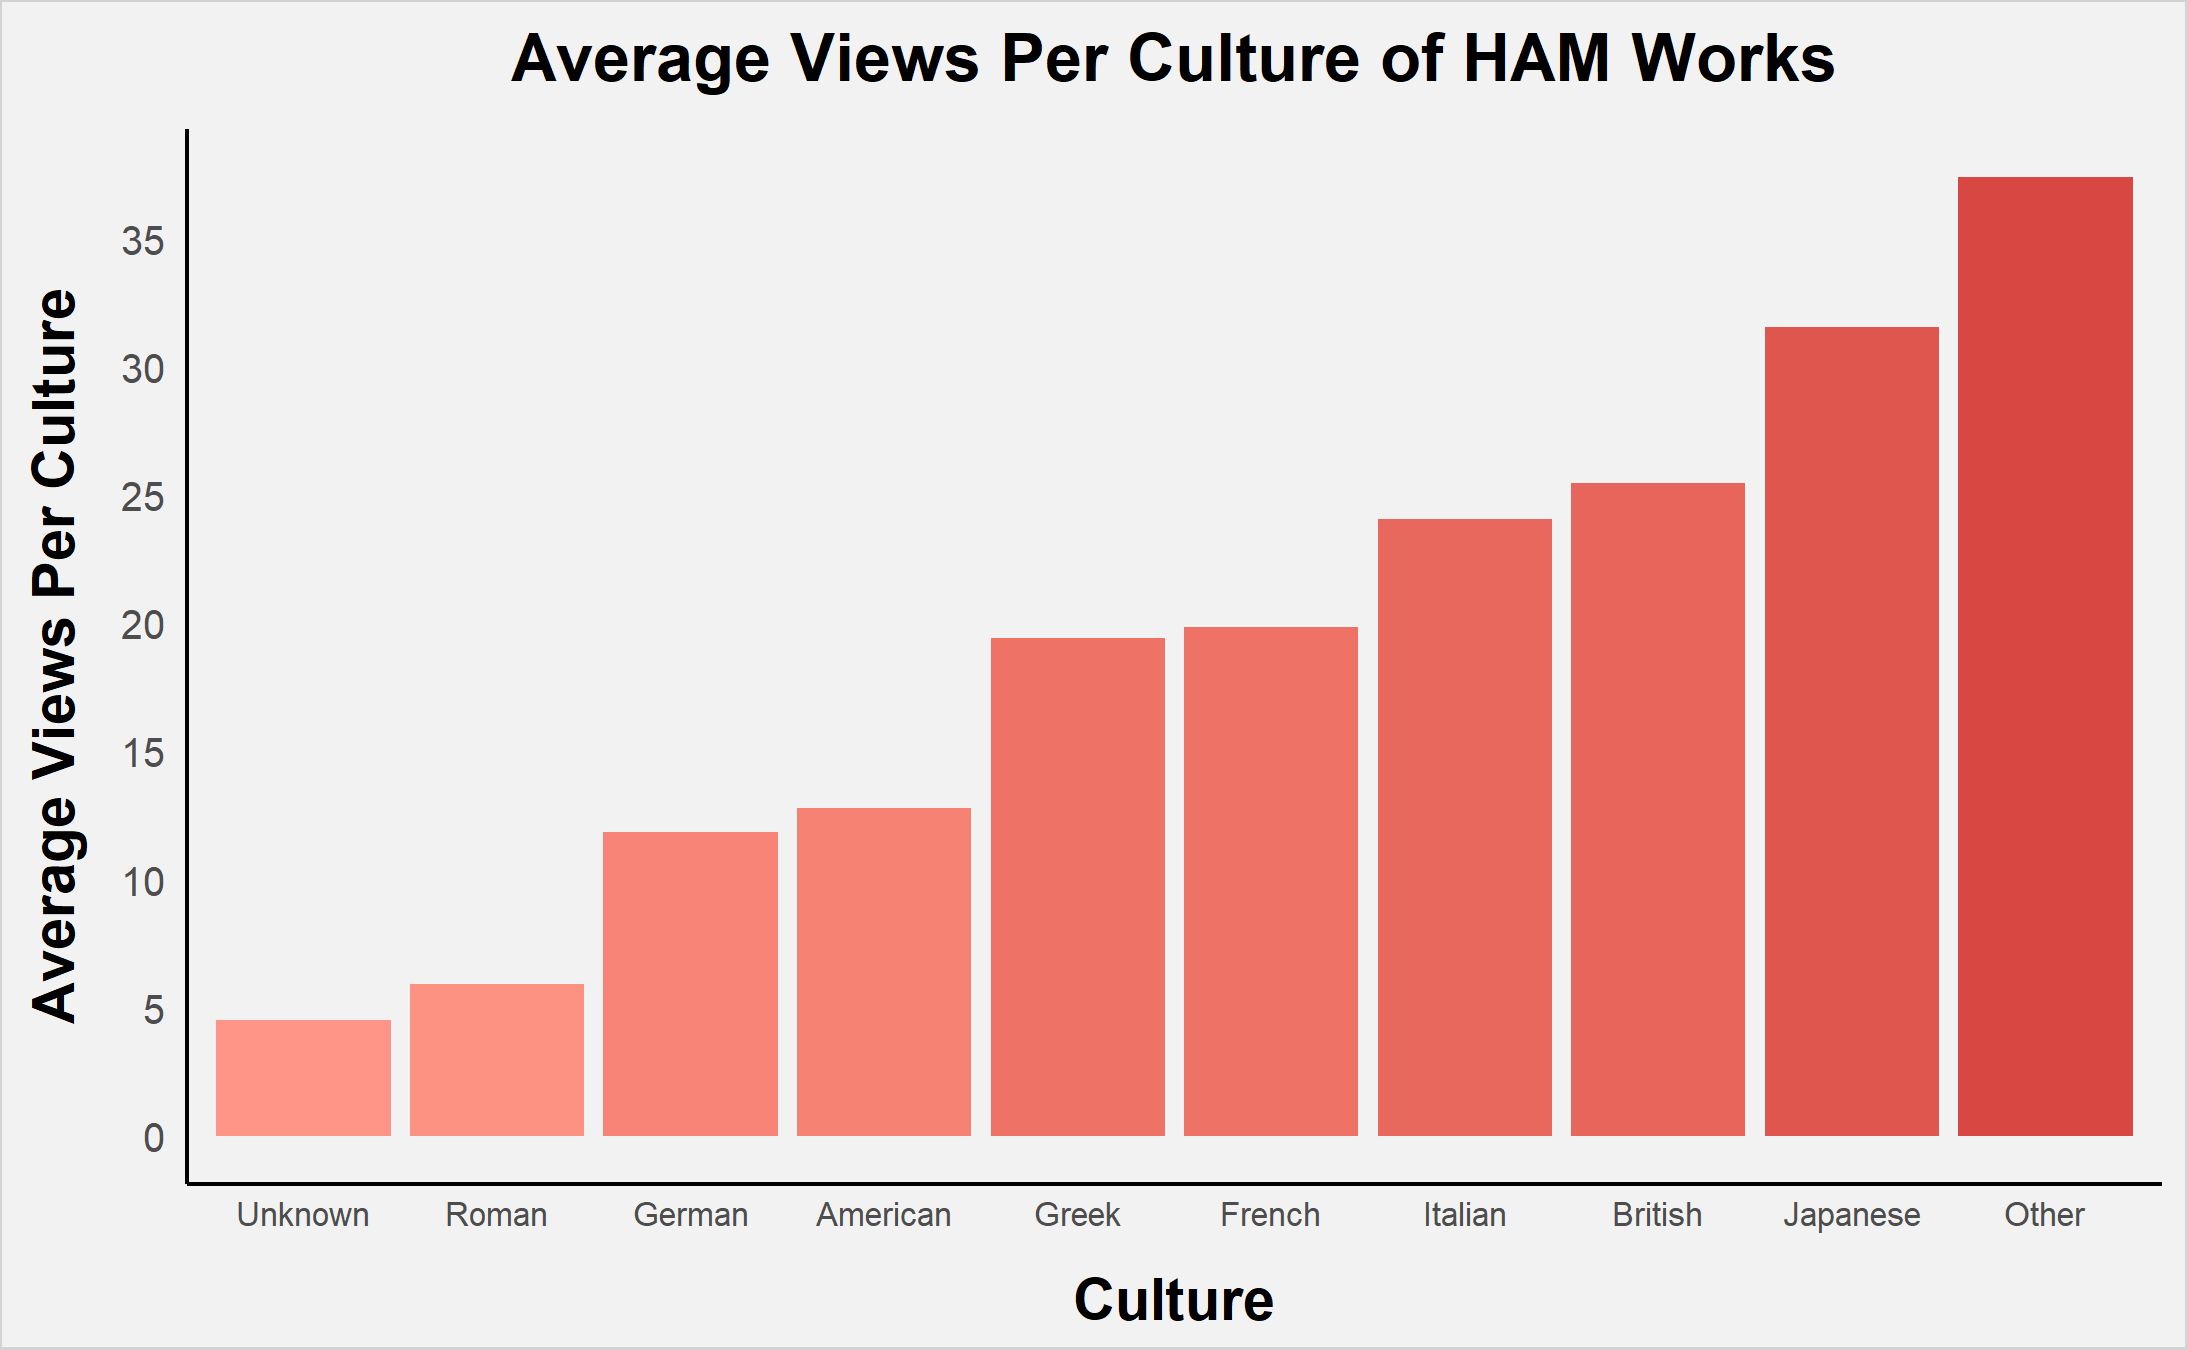 Average Views Per Culture of HAM Works
Average Views Per Culture
35
30
25
20
15
10
5
0
Unknown Roman German American Greek French Italian British Japanese Other
Culture